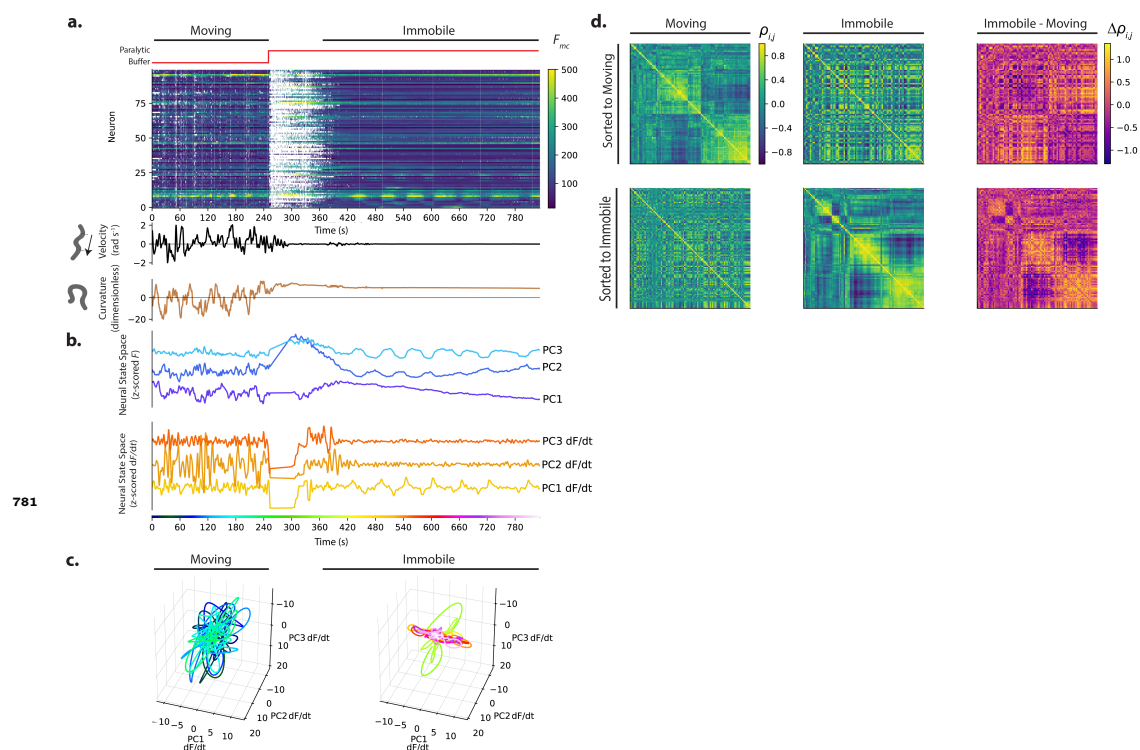 a.
Moving
Immobile
Paralytic
Buffer
F_mc
500
400
300
200
100
Neuron
75
50
25
0
0 60 120 180 240 300 360 420 480 540 600 660 720 780
Time (s)
Velocity
(rad s⁻¹)
2
0
−2
Curvature
(dimensionless)
0
−20
b.
Neural State Space
(z-scored F)
PC3
PC2
PC1
Neural State Space
(z-scored dF/dt)
PC3 dF/dt
PC2 dF/dt
PC1 dF/dt
0 60 120 180 240 300 360 420 480 540 600 660 720 780
Time (s)
781
c.
Moving
Immobile
−10
0
10
20
PC3 dF/dt
−10
0
10
PC2 dF/dt
−10 −5 0 5 10
PC1
dF/dt
−10
0
10
20
PC3 dF/dt
−10
0
10
20
PC2 dF/dt
−10 −5 0 5 10
PC1
dF/dt
d.
Moving
Immobile
Immobile - Moving
Sorted to Moving
Sorted to Immobile
ρi,j
0.8
0.4
0.0
−0.4
−0.8
Δρi,j
1.0
0.5
0.0
−0.5
−1.0